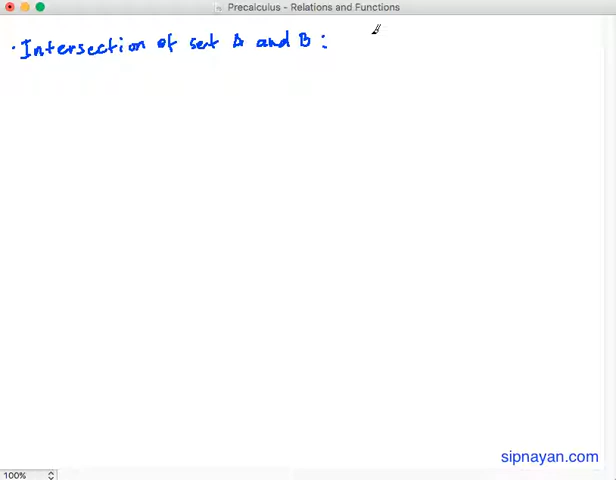 Precalculus - Relations and Functions
· Intersection of set A and B :
sipnayan.com
100%